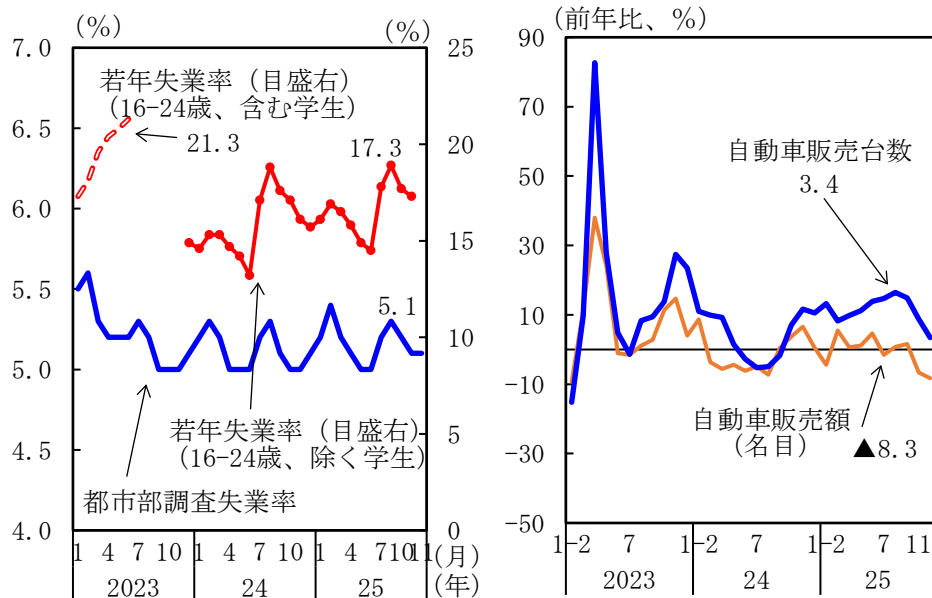 (%)
(%)
7.0
6.5
6.0
5.5
5.0
4.5
4.0
25
20
15
10
5
0
若年失業率（目盛右）
(16-24歳、含む学生)
21.3
17.3
5.1
若年失業率（目盛右）
(16-24歳、除く学生)
都市部調査失業率
1 4 7 10 1 4 7 10 1 4 7 10 11 (月)
2023 24 25 (年)
(前年比、%)
90
70
50
30
10
-10
-30
-50
自動車販売台数
3.4
自動車販売額
(名目)
▲8.3
1-2 7 1-2 7 1-2 7 11
2023 24 25